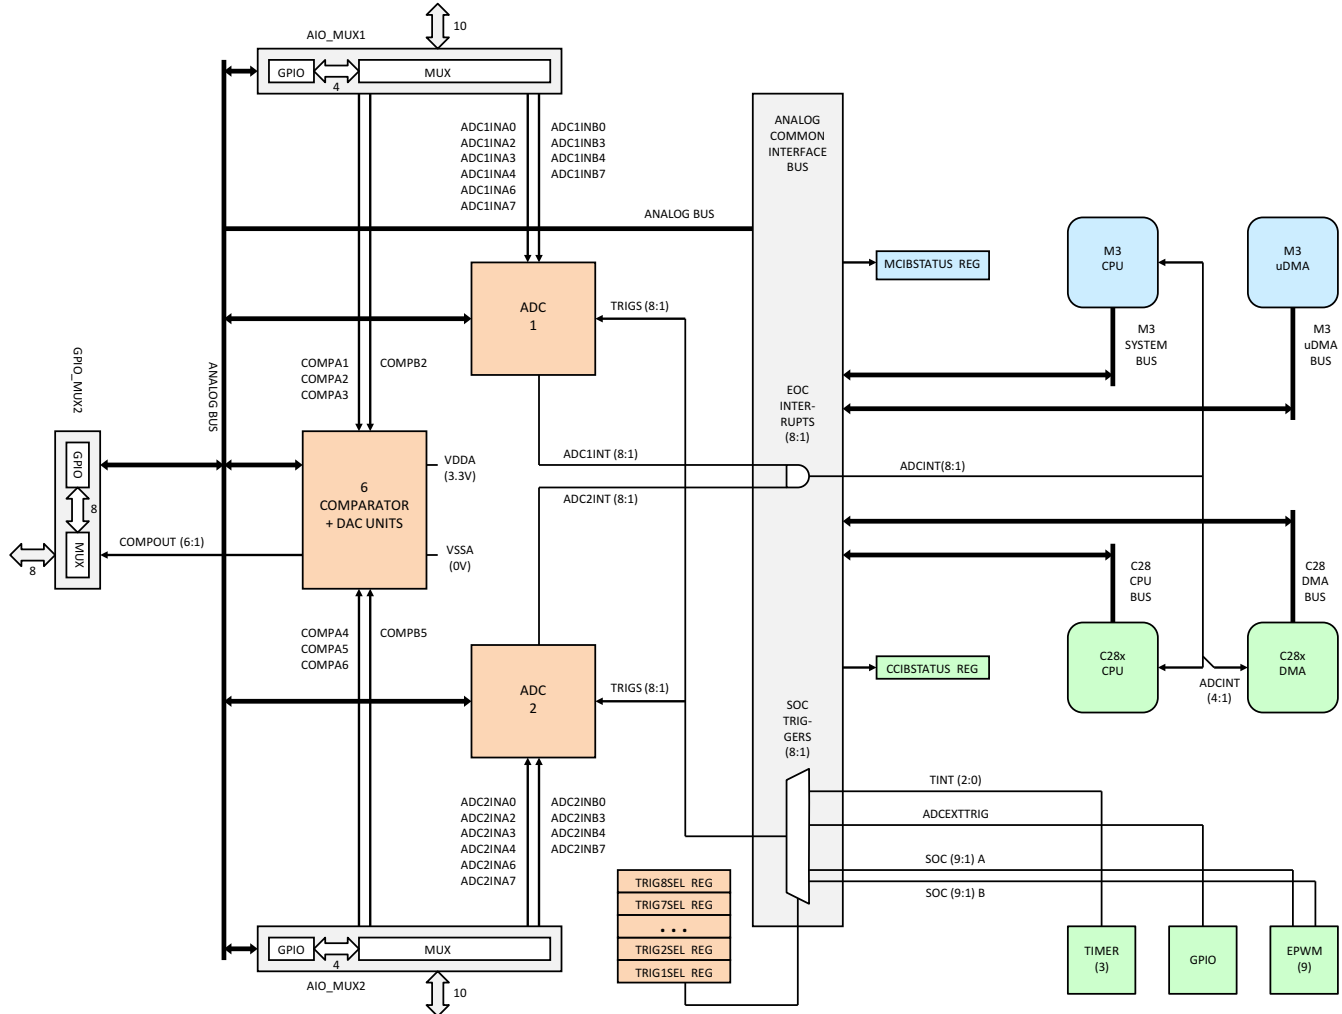 10
AIO_MUX1
GPIO
4
MUX
ADC1INA0
ADC1INA2
ADC1INA3
ADC1INA4
ADC1INA6
ADC1INA7
ADC1INB0
ADC1INB3
ADC1INB4
ADC1INB7
ANALOG
COMMON
INTERFACE
BUS
ANALOG BUS
MCIBSTATUS REG
M3
CPU
M3
uDMA
ADC
1
TRIGS (8:1)
M3
SYSTEM
BUS
M3
uDMA
BUS
GPIO_MUX2
ANALOG BUS
COMPA1
COMPA2
COMPA3
COMPB2
EOC
INTER-
RUPTS
(8:1)
GPIO
8
MUX
8
COMPOUT (6:1)
6
COMPARATOR
+ DAC UNITS
VDDA
(3.3V)
VSSA
(0V)
ADC1INT (8:1)
ADC2INT (8:1)
ADCINT(8:1)
C28
CPU
BUS
C28
DMA
BUS
COMPA4
COMPA5
COMPA6
COMPB5
ADC
2
TRIGS (8:1)
CCIBSTATUS REG
C28x
CPU
ADCINT
(4:1)
C28x
DMA
SOC
TRIG-
GERS
(8:1)
TINT (2:0)
ADCEXTTRIG
SOC (9:1) A
SOC (9:1) B
ADC2INA0
ADC2INA2
ADC2INA3
ADC2INA4
ADC2INA6
ADC2INA7
ADC2INB0
ADC2INB3
ADC2INB4
ADC2INB7
TRIG8SEL REG
TRIG7SEL REG
. . .
TRIG2SEL REG
TRIG1SEL REG
GPIO
4
MUX
AIO_MUX2
10
TIMER
(3)
GPIO
EPWM
(9)